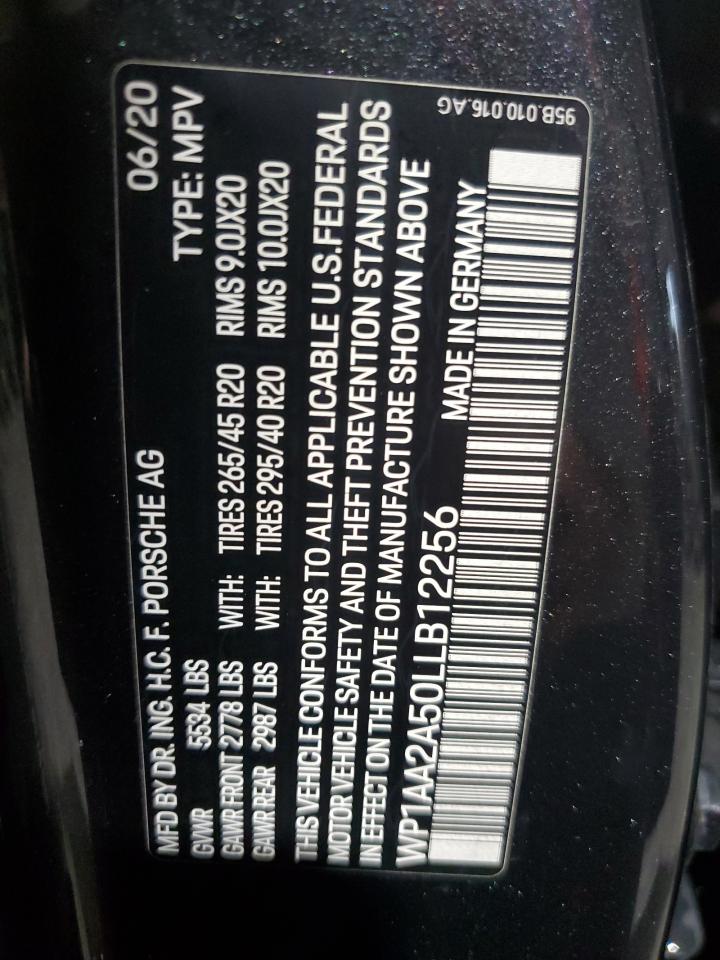 MFD BY DR. ING. H.C. F. PORSCHE AG 06/20
GVWR 5534 LBS TYPE: MPV
GAWR FRONT 2778 LBS WITH: TIRES 265/45 R20 RIMS 9.0JX20
GAWR REAR 2987 LBS WITH: TIRES 295/40 R20 RIMS 10.0JX20
THIS VEHICLE CONFORMS TO ALL APPLICABLE U.S.FEDERAL
MOTOR VEHICLE SAFETY AND THEFT PREVENTION STANDARDS
IN EFFECT ON THE DATE OF MANUFACTURE SHOWN ABOVE
WP1AA2A50LLB12256 MADE IN GERMANY
95B.010.016.AG